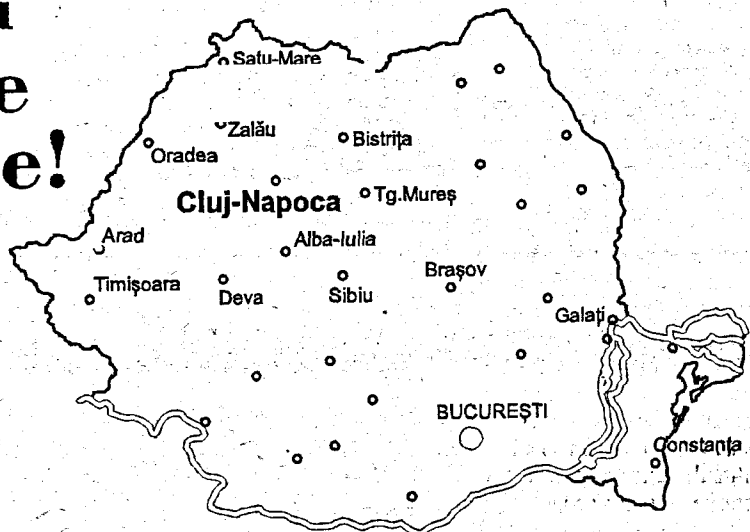 e
e!
Satu-Mare
Zalău
Bistrița
Oradea
Cluj-Napoca
Tg.Mureș
Arad
Alba-Iulia
Timișoara
Deva
Sibiu
Brașov
Galați
BUCUREȘTI
Constanța